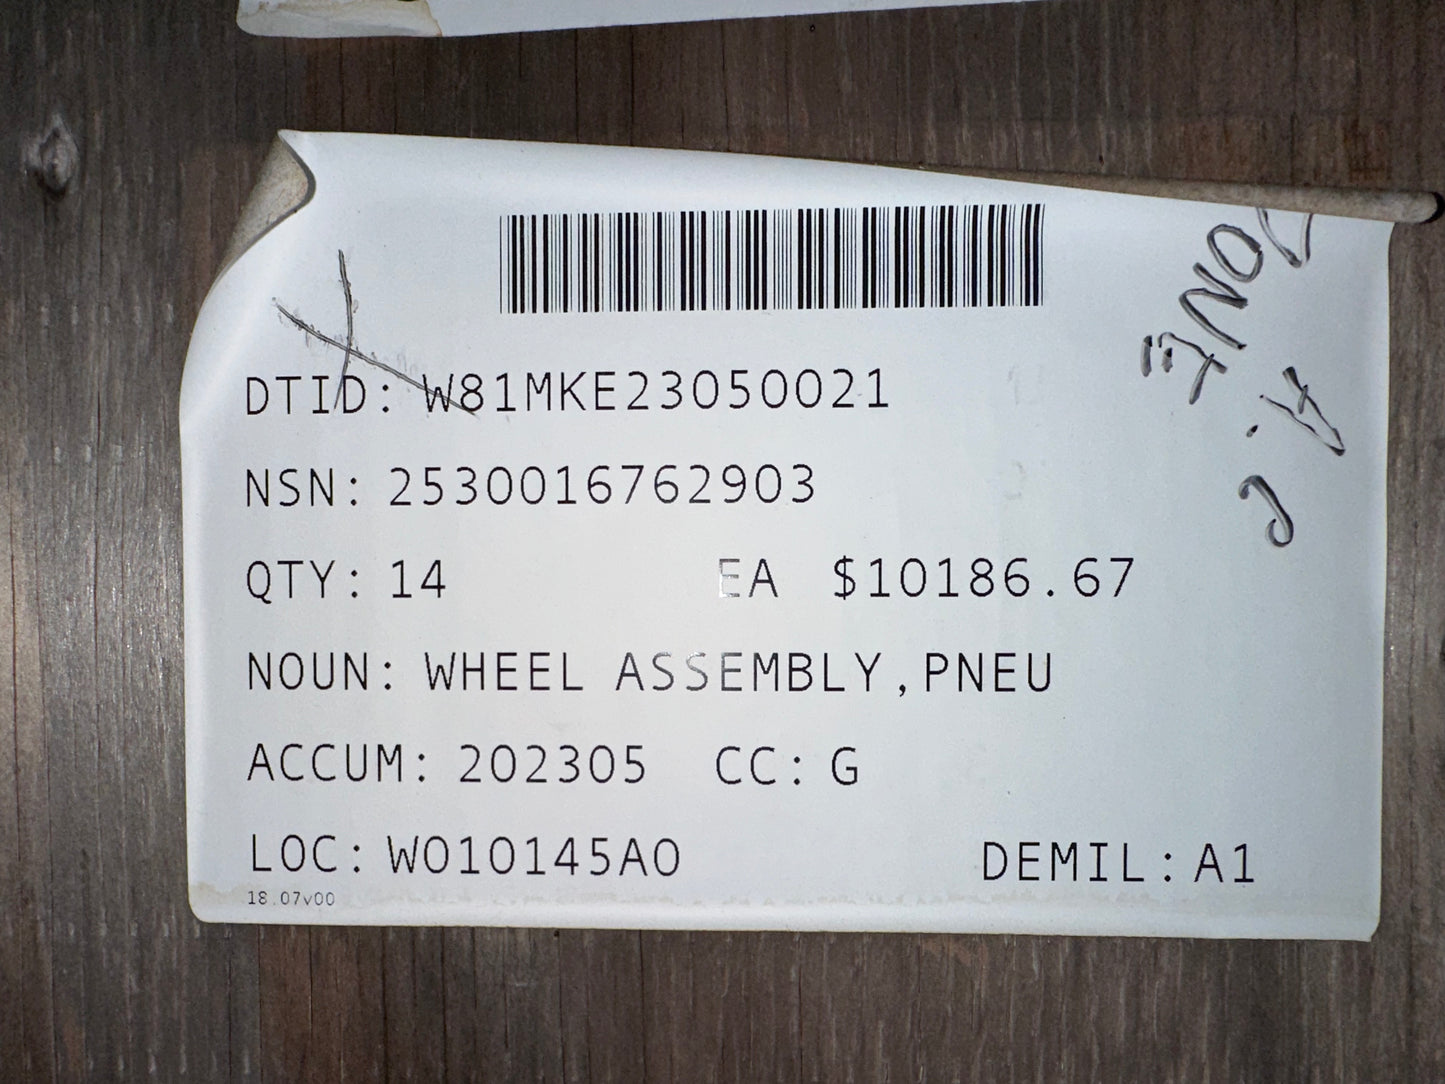 DTID: W81MKE23050021
NSN: 2530016762903
QTY: 14 EA $10186.67
NOUN: WHEEL ASSEMBLY,PNEU
ACCUM: 202305 CC: G
LOC: W010145A0 DEMIL: A1
18.07v00